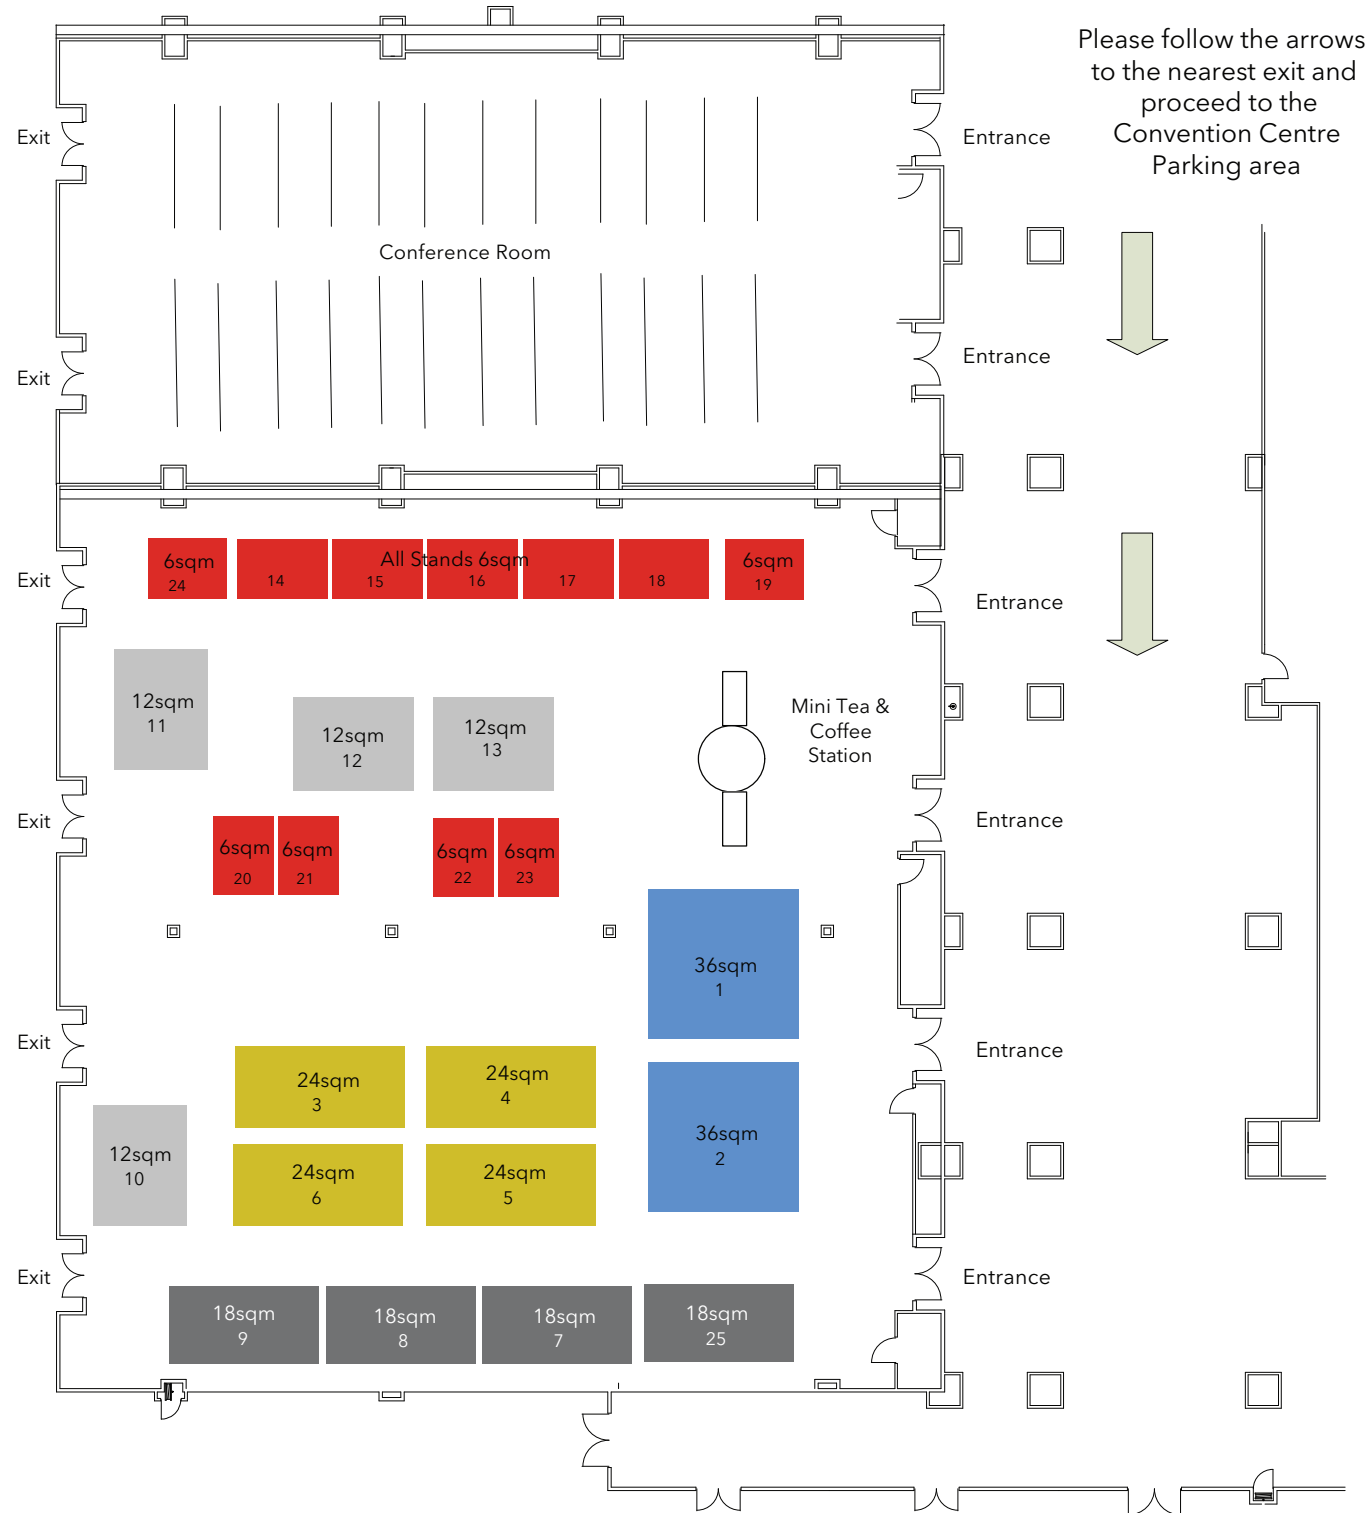 Please follow the arrows
to the nearest exit and
proceed to the
Convention Centre
Parking area
Exit
Entrance
Conference Room
Exit
Entrance
All Stands 6sqm
6sqm
24
14
15
16
17
18
6sqm
19
Exit
Entrance
12sqm
11
12sqm
12
12sqm
13
Mini Tea &
Coffee
Station
Exit
Entrance
6sqm
20
6sqm
21
6sqm
22
6sqm
23
36sqm
1
Exit
Entrance
24sqm
3
24sqm
4
36sqm
2
12sqm
10
24sqm
6
24sqm
5
Exit
Entrance
18sqm
9
18sqm
8
18sqm
7
18sqm
25